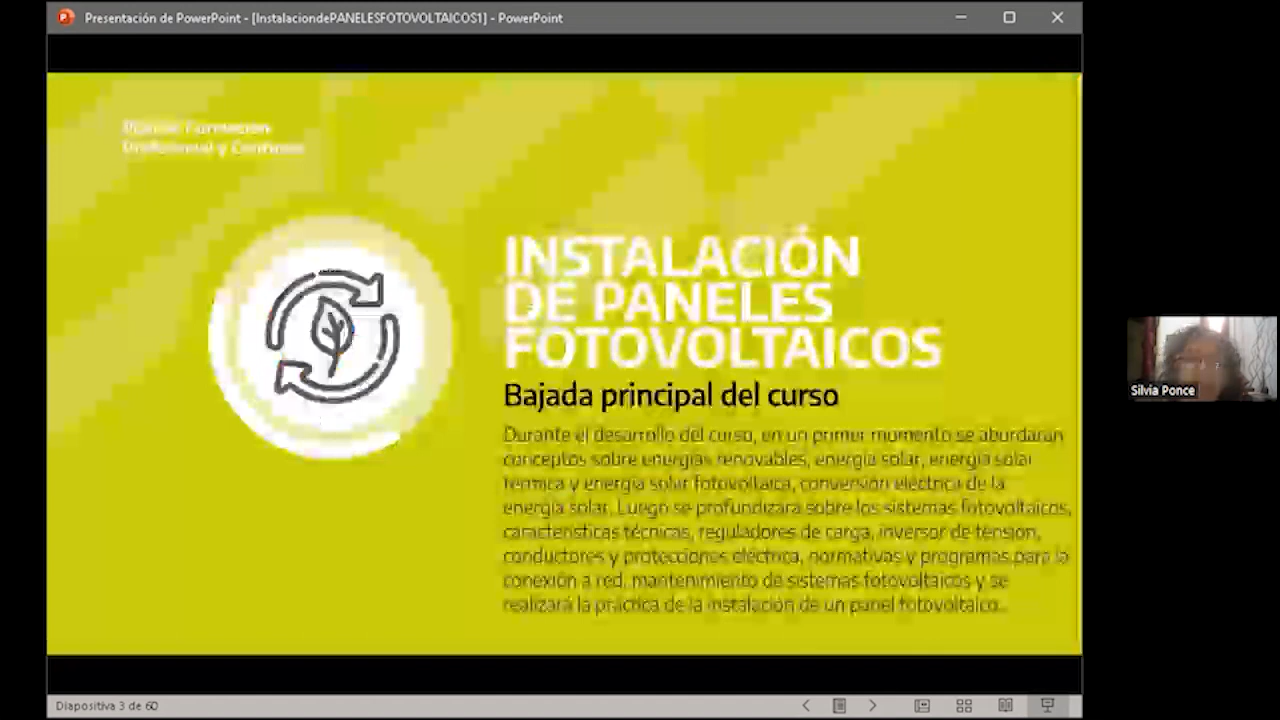 Presentación de PowerPoint - [InstalaciondePANELESFOTOVOLTAICOS1] - PowerPoint
Formación
Profesional y Continua
INSTALACIÓN
DE PANELES
FOTOVOLTAICOS
Bajada principal del curso
Durante el desarrollo del curso, en un primer momento se abordarán
conceptos sobre energías renovables, energía solar, energía solar
térmica y energía solar fotovoltaica, conversión eléctrica de la
energía solar. Luego se profundizará sobre los sistemas fotovoltaicos,
características técnicas, reguladores de carga, inversor de tensión,
conductores y protecciones eléctrica, normativas y programas para la
conexión a red, mantenimiento de sistemas fotovoltaicos y se
realizará la práctica de la instalación de un panel fotovoltaico.
Silvia Ponce
Diapositiva 3 de 60